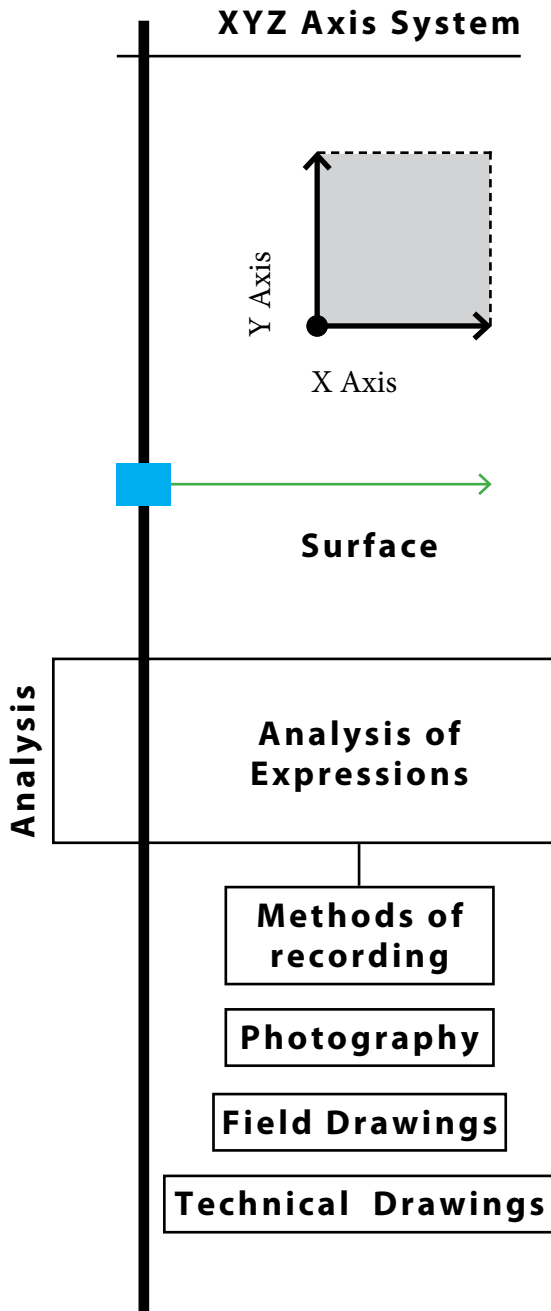 XYZ Axis System
Y Axis
X Axis
Surface
Analysis
Analysis of
Expressions
Methods of
recording
Photography
Field Drawings
Technical Drawings